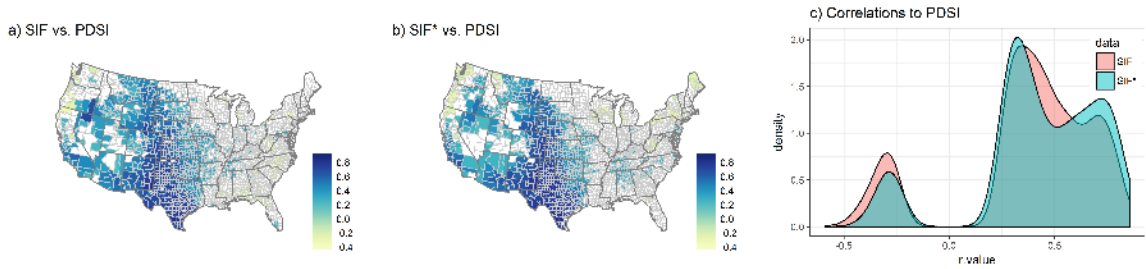 a) SIF vs. PDSI
0.8
0.6
0.4
0.2
0.0
-0.2
-0.4
b) SIF* vs. PDSI
0.8
0.6
0.4
0.2
0.0
-0.2
-0.4
c) Correlations to PDSI
density
2.0
1.5
1.0
0.5
0.0
-0.5
0.0
0.5
r.value
data
SIF
SIF*